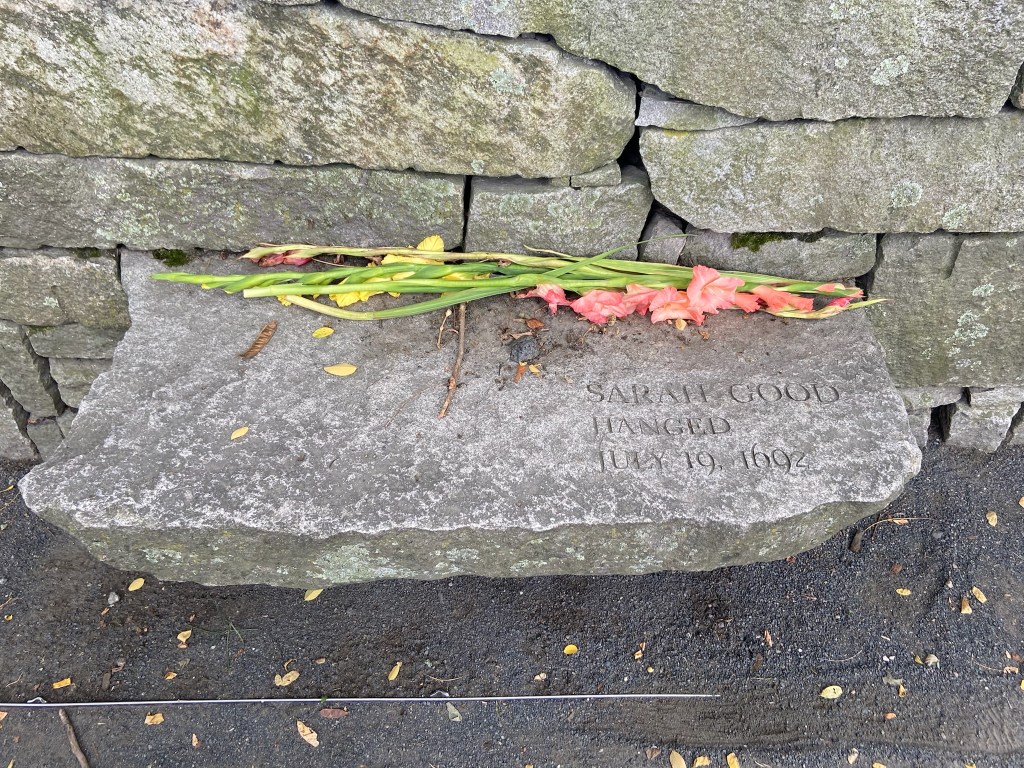 SARAH GOOD
HANGED
JULY 19, 1692